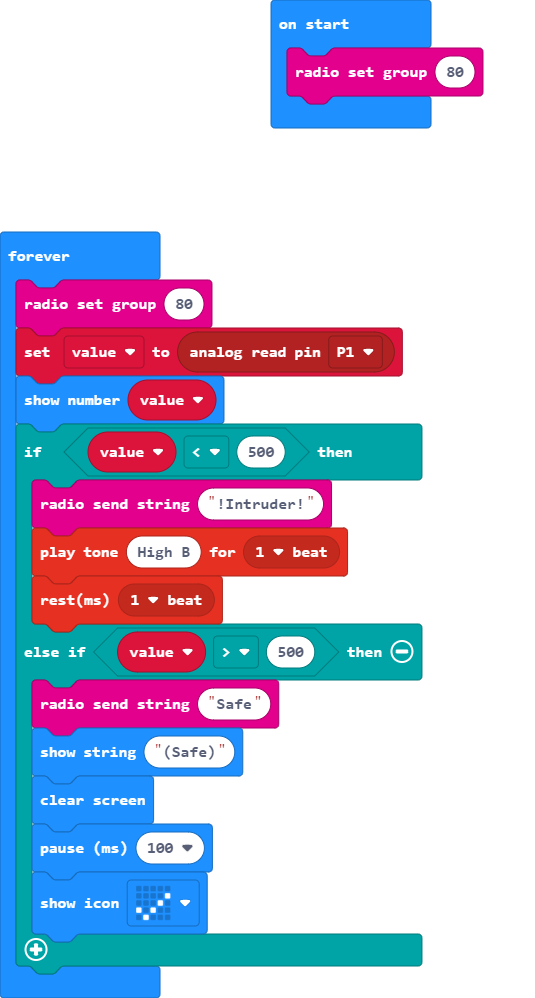 on start
radio set group 80
forever
radio set group 80
set value to analog read pin P1
show number value
if value < 500 then
radio send string "!Intruder!"
play tone High B for 1 beat
rest(ms) 1 beat
else if value > 500 then
radio send string "Safe"
show string "(Safe)"
clear screen
pause (ms) 100
show icon